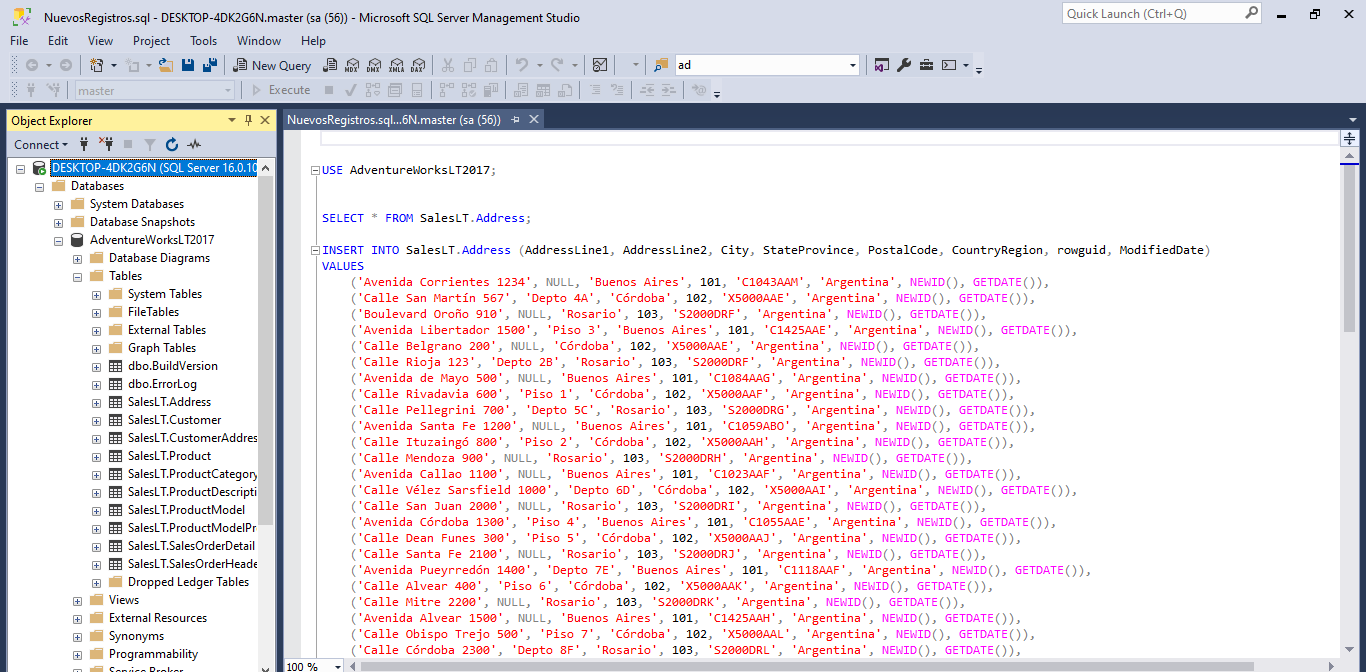 NuevosRegistros.sql - DESKTOP-4DK2G6N.master (sa (56)) - Microsoft SQL Server Management Studio
Quick Launch (Ctrl+Q)
File Edit View Project Tools Window Help
New Query MDX DMX XMLA DAX ad
master Execute
Object Explorer
Connect
DESKTOP-4DK2G6N (SQL Server 16.0.10
Databases
System Databases
Database Snapshots
AdventureWorksLT2017
Database Diagrams
Tables
System Tables
FileTables
External Tables
Graph Tables
dbo.BuildVersion
dbo.ErrorLog
SalesLT.Address
SalesLT.Customer
SalesLT.CustomerAddres
SalesLT.Product
SalesLT.ProductCategory
SalesLT.ProductDescripti
SalesLT.ProductModel
SalesLT.ProductModelPr
SalesLT.SalesOrderDetail
SalesLT.SalesOrderHeade
Dropped Ledger Tables
Views
External Resources
Synonyms
Programmability
Service Broker
NuevosRegistros.sql...6N.master (sa (56))
USE AdventureWorksLT2017;
SELECT * FROM SalesLT.Address;
INSERT INTO SalesLT.Address (AddressLine1, AddressLine2, City, StateProvince, PostalCode, CountryRegion, rowguid, ModifiedDate)
VALUES
('Avenida Corrientes 1234', NULL, 'Buenos Aires', 101, 'C1043AAM', 'Argentina', NEWID(), GETDATE()),
('Calle San Martín 567', 'Depto 4A', 'Córdoba', 102, 'X5000AAE', 'Argentina', NEWID(), GETDATE()),
('Boulevard Oroño 910', NULL, 'Rosario', 103, 'S2000DRF', 'Argentina', NEWID(), GETDATE()),
('Avenida Libertador 1500', 'Piso 3', 'Buenos Aires', 101, 'C1425AAE', 'Argentina', NEWID(), GETDATE()),
('Calle Belgrano 200', NULL, 'Córdoba', 102, 'X5000AAE', 'Argentina', NEWID(), GETDATE()),
('Calle Rioja 123', 'Depto 2B', 'Rosario', 103, 'S2000DRF', 'Argentina', NEWID(), GETDATE()),
('Avenida de Mayo 500', NULL, 'Buenos Aires', 101, 'C1084AAG', 'Argentina', NEWID(), GETDATE()),
('Calle Rivadavia 600', 'Piso 1', 'Córdoba', 102, 'X5000AAF', 'Argentina', NEWID(), GETDATE()),
('Calle Pellegrini 700', 'Depto 5C', 'Rosario', 103, 'S2000DRG', 'Argentina', NEWID(), GETDATE()),
('Avenida Santa Fe 1200', NULL, 'Buenos Aires', 101, 'C1059ABO', 'Argentina', NEWID(), GETDATE()),
('Calle Ituzaingó 800', 'Piso 2', 'Córdoba', 102, 'X5000AAH', 'Argentina', NEWID(), GETDATE()),
('Calle Mendoza 900', NULL, 'Rosario', 103, 'S2000DRH', 'Argentina', NEWID(), GETDATE()),
('Avenida Callao 1100', NULL, 'Buenos Aires', 101, 'C1023AAF', 'Argentina', NEWID(), GETDATE()),
('Calle Vélez Sarsfield 1000', 'Depto 6D', 'Córdoba', 102, 'X5000AAI', 'Argentina', NEWID(), GETDATE()),
('Calle San Juan 2000', NULL, 'Rosario', 103, 'S2000DRI', 'Argentina', NEWID(), GETDATE()),
('Avenida Córdoba 1300', 'Piso 4', 'Buenos Aires', 101, 'C1055AAE', 'Argentina', NEWID(), GETDATE()),
('Calle Dean Funes 300', 'Piso 5', 'Córdoba', 102, 'X5000AAJ', 'Argentina', NEWID(), GETDATE()),
('Calle Santa Fe 2100', NULL, 'Rosario', 103, 'S2000DRJ', 'Argentina', NEWID(), GETDATE()),
('Avenida Pueyrredón 1400', 'Depto 7E', 'Buenos Aires', 101, 'C1118AAF', 'Argentina', NEWID(), GETDATE()),
('Calle Alvear 400', 'Piso 6', 'Córdoba', 102, 'X5000AAK', 'Argentina', NEWID(), GETDATE()),
('Calle Mitre 2200', NULL, 'Rosario', 103, 'S2000DRK', 'Argentina', NEWID(), GETDATE()),
('Avenida Alvear 1500', NULL, 'Buenos Aires', 101, 'C1425AAH', 'Argentina', NEWID(), GETDATE()),
('Calle Obispo Trejo 500', 'Piso 7', 'Córdoba', 102, 'X5000AAL', 'Argentina', NEWID(), GETDATE()),
('Calle Córdoba 2300', 'Depto 8F', 'Rosario', 103, 'S2000DRL', 'Argentina', NEWID(), GETDATE()),
100 %